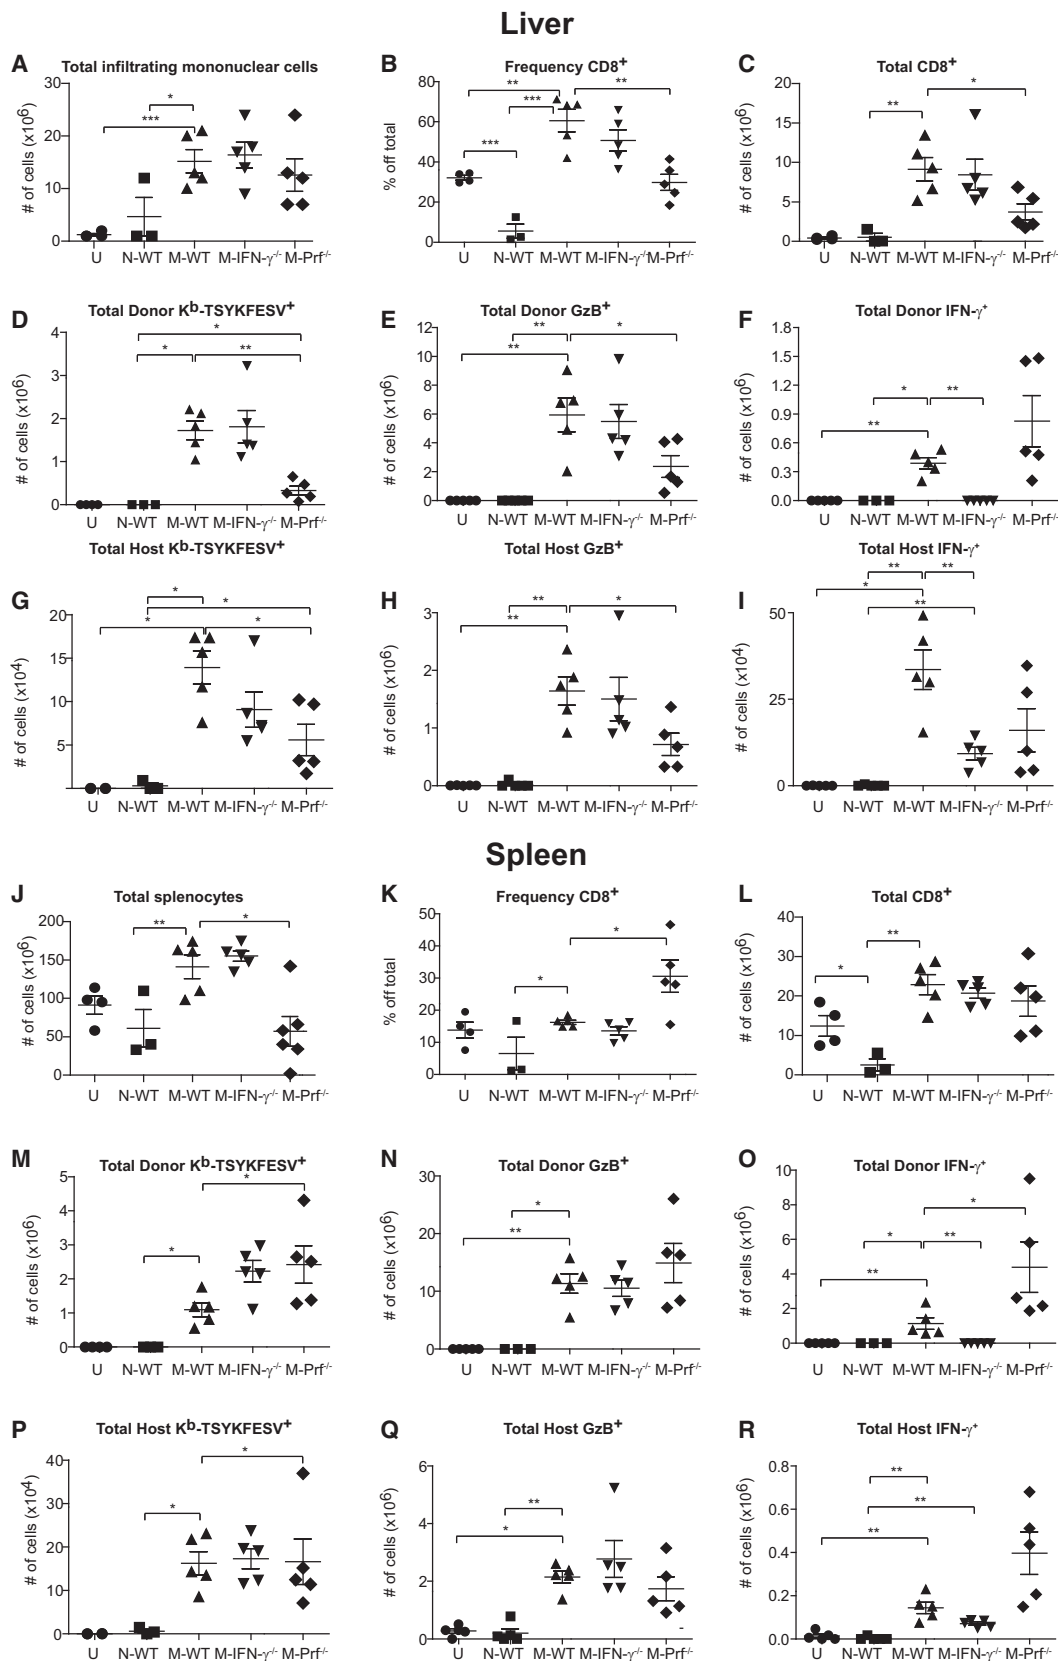 Liver
A Total infiltrating mononuclear cells
# of cells (x10⁶)
30
20
10
0
*
***
U N-WT M-WT M-IFN-γ⁻/⁻ M-Prf⁻/⁻
B Frequency CD8⁺
% off total
80
60
40
20
0
** **
***
***
U N-WT M-WT M-IFN-γ⁻/⁻ M-Prf⁻/⁻
C Total CD8⁺
# of cells (x10⁶)
20
15
10
5
0
*
**
U N-WT M-WT M-IFN-γ⁻/⁻ M-Prf⁻/⁻
D Total Donor Kᵇ-TSYKFESV⁺
# of cells (x10⁶)
4
3
2
1
0
*
* **
U N-WT M-WT M-IFN-γ⁻/⁻ M-Prf⁻/⁻
E Total Donor GzB⁺
# of cells (x10⁶)
12
10
8
6
4
2
0
** *
**
U N-WT M-WT M-IFN-γ⁻/⁻ M-Prf⁻/⁻
F Total Donor IFN-γ⁺
# of cells (x10⁶)
1.8
1.5
1.2
0.9
0.6
0.3
0
* **
**
U N-WT M-WT M-IFN-γ⁻/⁻ M-Prf⁻/⁻
G Total Host Kᵇ-TSYKFESV⁺
# of cells (x10⁴)
20
15
10
5
*
*
* *
U N-WT M-WT M-IFN-γ⁻/⁻ M-Prf⁻/⁻
H Total Host GzB⁺
# of cells (x10⁶)
3
2
1
0
** *
**
U N-WT M-WT M-IFN-γ⁻/⁻ M-Prf⁻/⁻
I Total Host IFN-γ⁺
# of cells (x10⁴)
50
25
0
** **
*
**
U N-WT M-WT M-IFN-γ⁻/⁻ M-Prf⁻/⁻
Spleen
J Total splenocytes
# of cells (x10⁶)
200
150
100
50
0
** *
U N-WT M-WT M-IFN-γ⁻/⁻ M-Prf⁻/⁻
K Frequency CD8⁺
% off total
50
40
30
20
10
0
*
*
U N-WT M-WT M-IFN-γ⁻/⁻ M-Prf⁻/⁻
L Total CD8⁺
# of cells (x10⁶)
40
30
20
10
0
**
*
U N-WT M-WT M-IFN-γ⁻/⁻ M-Prf⁻/⁻
M Total Donor Kᵇ-TSYKFESV⁺
# of cells (x10⁶)
5
4
3
2
1
0
*
*
U N-WT M-WT M-IFN-γ⁻/⁻ M-Prf⁻/⁻
N Total Donor GzB⁺
# of cells (x10⁶)
30
20
10
0
*
**
U N-WT M-WT M-IFN-γ⁻/⁻ M-Prf⁻/⁻
O Total Donor IFN-γ⁺
# of cells (x10⁶)
10
8
6
4
2
0
*
* **
**
U N-WT M-WT M-IFN-γ⁻/⁻ M-Prf⁻/⁻
P Total Host Kᵇ-TSYKFESV⁺
# of cells (x10⁴)
40
30
20
10
0
*
*
U N-WT M-WT M-IFN-γ⁻/⁻ M-Prf⁻/⁻
Q Total Host GzB⁺
# of cells (x10⁶)
6
4
2
0
**
*
U N-WT M-WT M-IFN-γ⁻/⁻ M-Prf⁻/⁻
R Total Host IFN-γ⁺
# of cells (x10⁶)
0.8
0.6
0.4
0.2
0.0
**
**
**
U N-WT M-WT M-IFN-γ⁻/⁻ M-Prf⁻/⁻